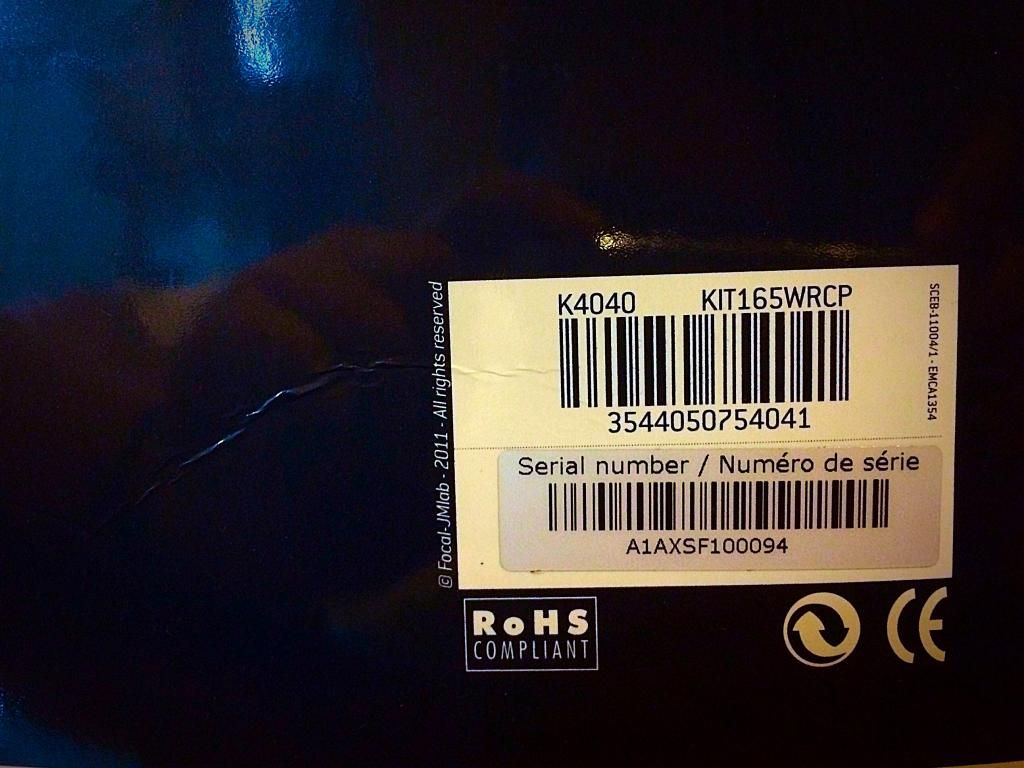 K4040 KIT165WRCP
3544050754041
SCEB-11004/1 - EMCA1354
Serial number / Numéro de série
A1AXSF100094
© Focal-JMlab - 2011 - All rights reserved
RoHS
COMPLIANT
CE